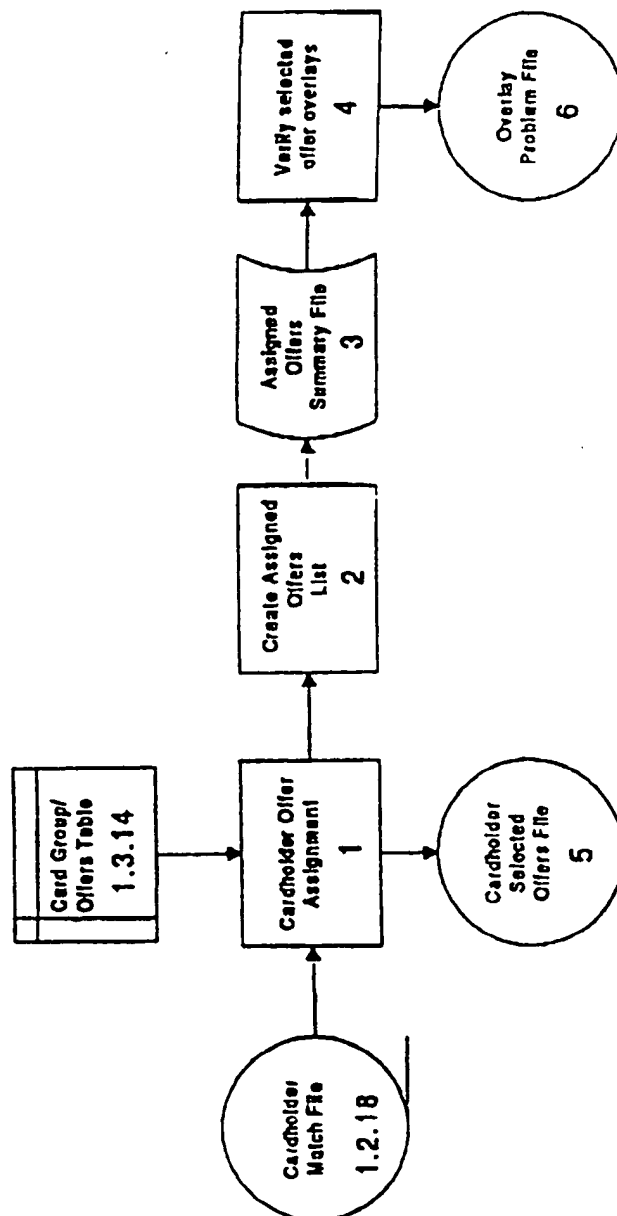 Card Group/
Offers Table
1.3.14
Cardholder
Match File
1.2.18
Cardholder Offer
Assignment
1
Create Assigned
Offers
List
2
Assigned
Offers
Summary File
3
Verify selected
offer overlays
4
Cardholder
Selected
Offers File
5
Overlay
Problem File
6